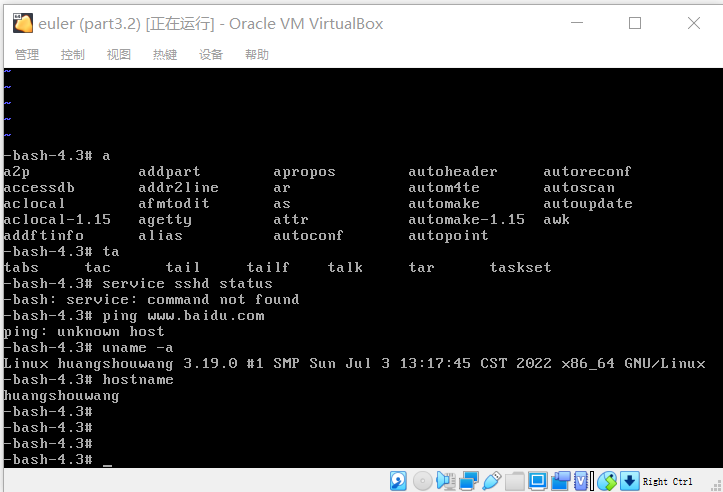 euler (part3.2) [正在运行] - Oracle VM VirtualBox
管理 控制 视图 热键 设备 帮助
~
~
~
~
~
-bash-4.3# a
a2p addpart apropos autoheader autoreconf
accessdb addr2line ar autom4te autoscan
aclocal afmtodit as automake autoupdate
aclocal-1.15 agetty attr automake-1.15 awk
addftinfo alias autoconf autopoint
-bash-4.3# ta
tabs tac tail tailf talk tar taskset
-bash-4.3# service sshd status
-bash: service: command not found
-bash-4.3# ping www.baidu.com
ping: unknown host
-bash-4.3# uname -a
Linux huangshouwang 3.19.0 #1 SMP Sun Jul 3 13:17:45 CST 2022 x86_64 GNU/Linux
-bash-4.3# hostname
huangshouwang
-bash-4.3#
-bash-4.3#
-bash-4.3#
-bash-4.3# _
Right Ctrl